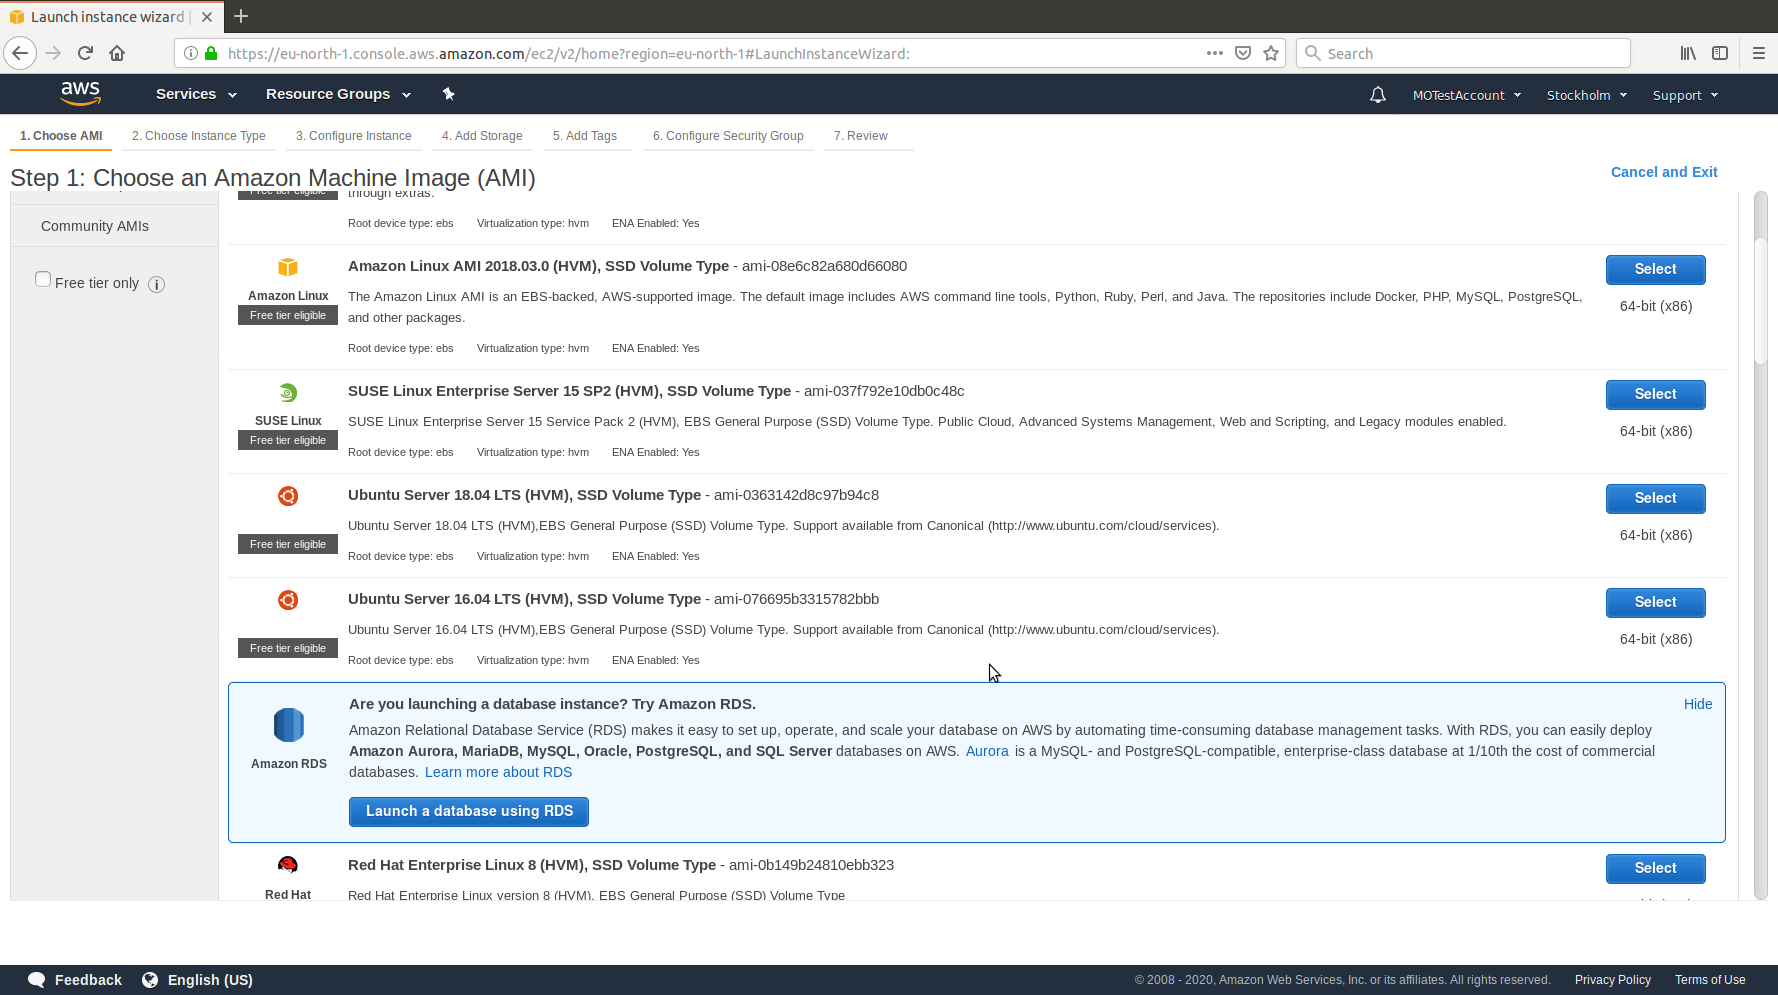 Launch instance wizard
https://eu-north-1.console.aws.amazon.com/ec2/v2/home?region=eu-north-1#LaunchInstanceWizard:
Search
aws
Services
Resource Groups
MOTestAccount
Stockholm
Support
1. Choose AMI
2. Choose Instance Type
3. Configure Instance
4. Add Storage
5. Add Tags
6. Configure Security Group
7. Review
Step 1: Choose an Amazon Machine Image (AMI)
Cancel and Exit
Community AMIs
Free tier only
Free tier eligible
through extras.
Root device type: ebs Virtualization type: hvm ENA Enabled: Yes
Amazon Linux
Free tier eligible
Amazon Linux AMI 2018.03.0 (HVM), SSD Volume Type - ami-08e6c82a680d66080
The Amazon Linux AMI is an EBS-backed, AWS-supported image. The default image includes AWS command line tools, Python, Ruby, Perl, and Java. The repositories include Docker, PHP, MySQL, PostgreSQL,
and other packages.
Root device type: ebs Virtualization type: hvm ENA Enabled: Yes
Select
64-bit (x86)
SUSE Linux
Free tier eligible
SUSE Linux Enterprise Server 15 SP2 (HVM), SSD Volume Type - ami-037f792e10db0c48c
SUSE Linux Enterprise Server 15 Service Pack 2 (HVM), EBS General Purpose (SSD) Volume Type. Public Cloud, Advanced Systems Management, Web and Scripting, and Legacy modules enabled.
Root device type: ebs Virtualization type: hvm ENA Enabled: Yes
Select
64-bit (x86)
Free tier eligible
Ubuntu Server 18.04 LTS (HVM), SSD Volume Type - ami-0363142d8c97b94c8
Ubuntu Server 18.04 LTS (HVM),EBS General Purpose (SSD) Volume Type. Support available from Canonical (http://www.ubuntu.com/cloud/services).
Root device type: ebs Virtualization type: hvm ENA Enabled: Yes
Select
64-bit (x86)
Free tier eligible
Ubuntu Server 16.04 LTS (HVM), SSD Volume Type - ami-076695b3315782bbb
Ubuntu Server 16.04 LTS (HVM),EBS General Purpose (SSD) Volume Type. Support available from Canonical (http://www.ubuntu.com/cloud/services).
Root device type: ebs Virtualization type: hvm ENA Enabled: Yes
Select
64-bit (x86)
Amazon RDS
Are you launching a database instance? Try Amazon RDS.
Hide
Amazon Relational Database Service (RDS) makes it easy to set up, operate, and scale your database on AWS by automating time-consuming database management tasks. With RDS, you can easily deploy
Amazon Aurora, MariaDB, MySQL, Oracle, PostgreSQL, and SQL Server databases on AWS. Aurora is a MySQL- and PostgreSQL-compatible, enterprise-class database at 1/10th the cost of commercial
databases. Learn more about RDS
Launch a database using RDS
Red Hat
Red Hat Enterprise Linux 8 (HVM), SSD Volume Type - ami-0b149b24810ebb323
Red Hat Enterprise Linux version 8 (HVM), EBS General Purpose (SSD) Volume Type
Select
Feedback
English (US)
© 2008 - 2020, Amazon Web Services, Inc. or its affiliates. All rights reserved.
Privacy Policy
Terms of Use